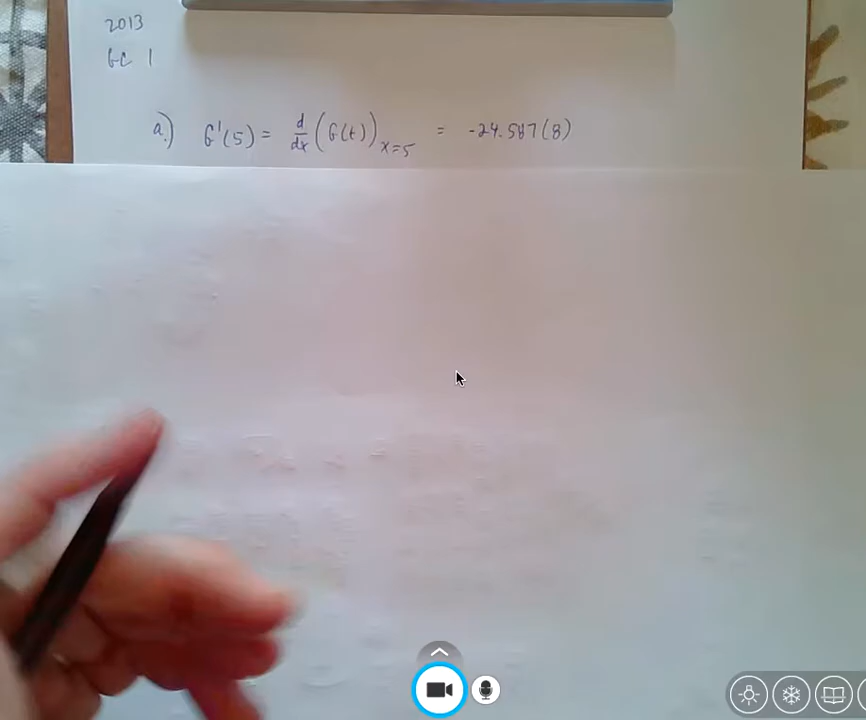 2013
GC 1
a.) G'(5) = d/dx (G(t))x=5 = -24.587(8)